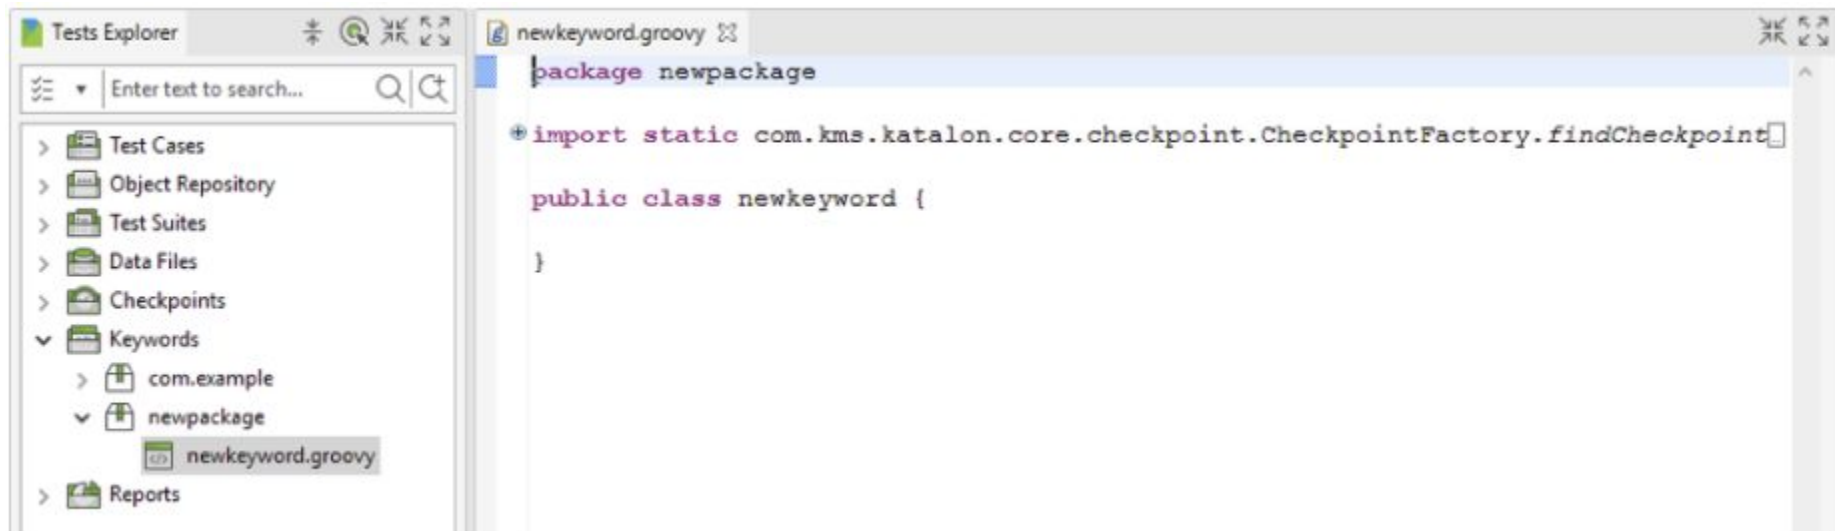 Tests Explorer
Enter text to search...
Test Cases
Object Repository
Test Suites
Data Files
Checkpoints
Keywords
com.example
newpackage
newkeyword.groovy
Reports
newkeyword.groovy
package newpackage
import static com.kms.katalon.core.checkpoint.CheckpointFactory.findCheckpoint
public class newkeyword {
}